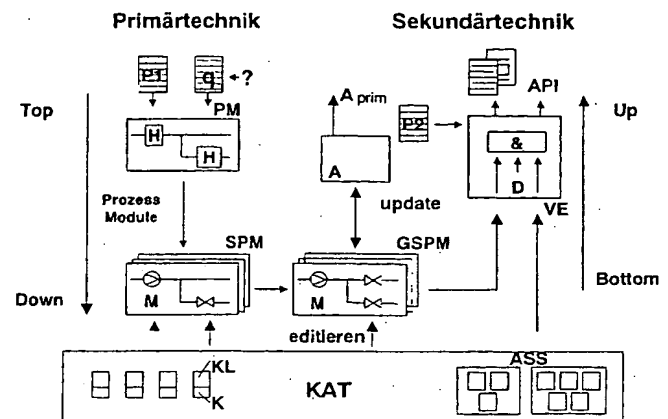 Primärtechnik Sekundärtechnik
P1 q ←? API
Top A prim P2 Up
PM
H &
H A D
Prozess Module update VE
SPM GSPM
M M Bottom
Down editieren
ASS
KL
KAT
K